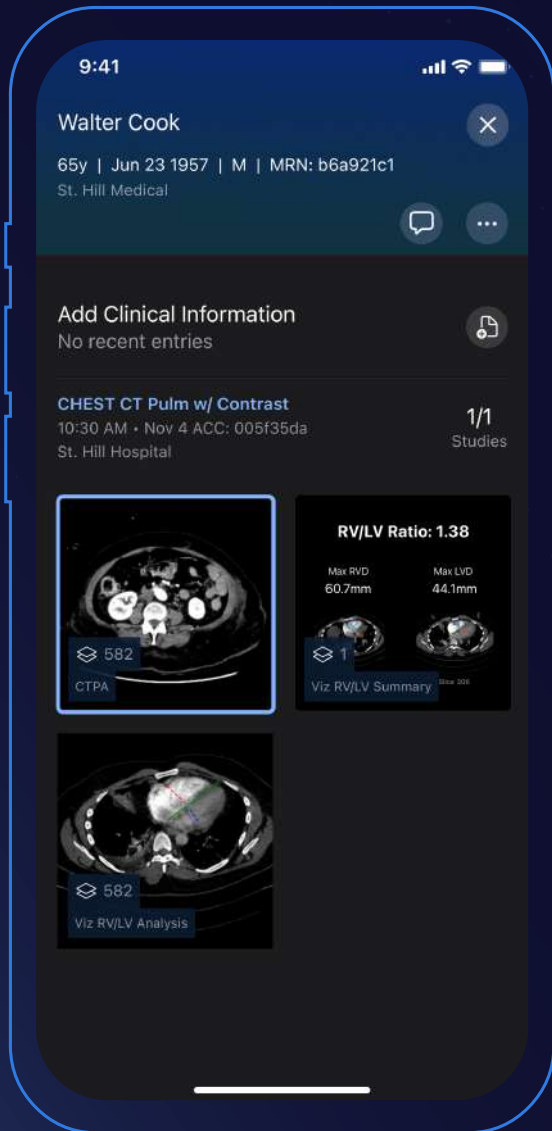 9:41
Walter Cook
65y | Jun 23 1957 | M | MRN: b6a921c1
St. Hill Medical
Add Clinical Information
No recent entries
CHEST CT Pulm w/ Contrast
10:30 AM • Nov 4 ACC: 005f35da
St. Hill Hospital
1/1
Studies
582
CTPA
RV/LV Ratio: 1.38
Max RVD
60.7mm
Max LVD
44.1mm
1
Viz RV/LV Summary
582
Viz RV/LV Analysis